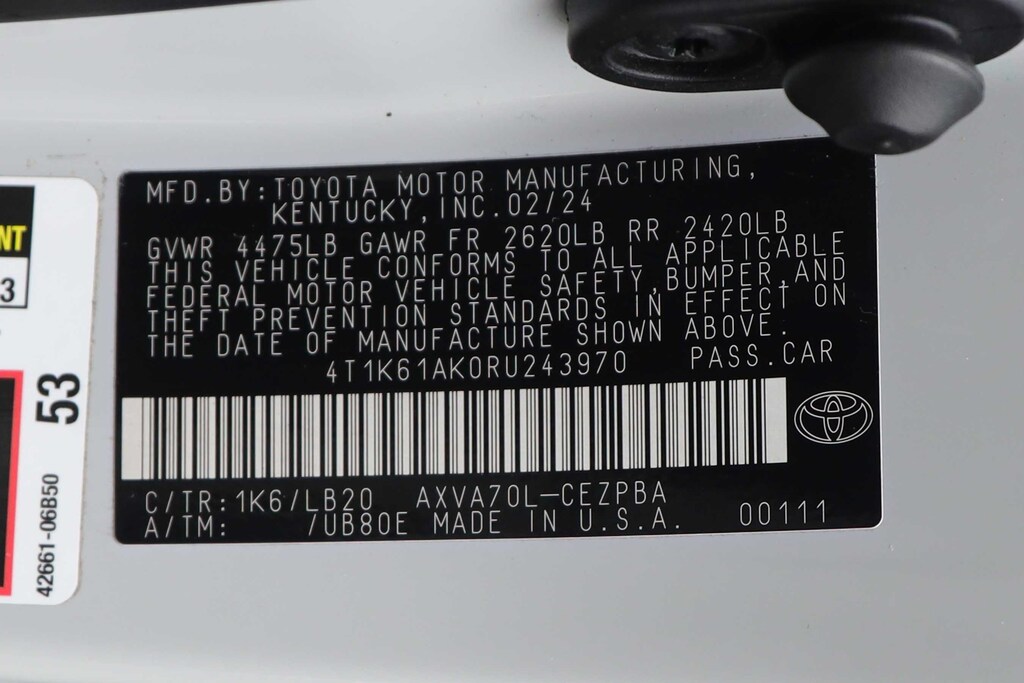 MFD.BY:TOYOTA MOTOR MANUFACTURING,
KENTUCKY,INC.02/24
GVWR 4475LB GAWR FR 2620LB RR 2420LB
THIS VEHICLE CONFORMS TO ALL APPLICABLE
FEDERAL MOTOR VEHICLE SAFETY,BUMPER,AND
THEFT PREVENTION STANDARDS IN EFFECT ON
THE DATE OF MANUFACTURE SHOWN ABOVE.
4T1K61AK0RU243970 PASS.CAR
C/TR:1K6/LB20 AXVA70L-CEZPBA
A/TM: /UB80E MADE IN U.S.A. 00111
NT
3
53
42661-06B50